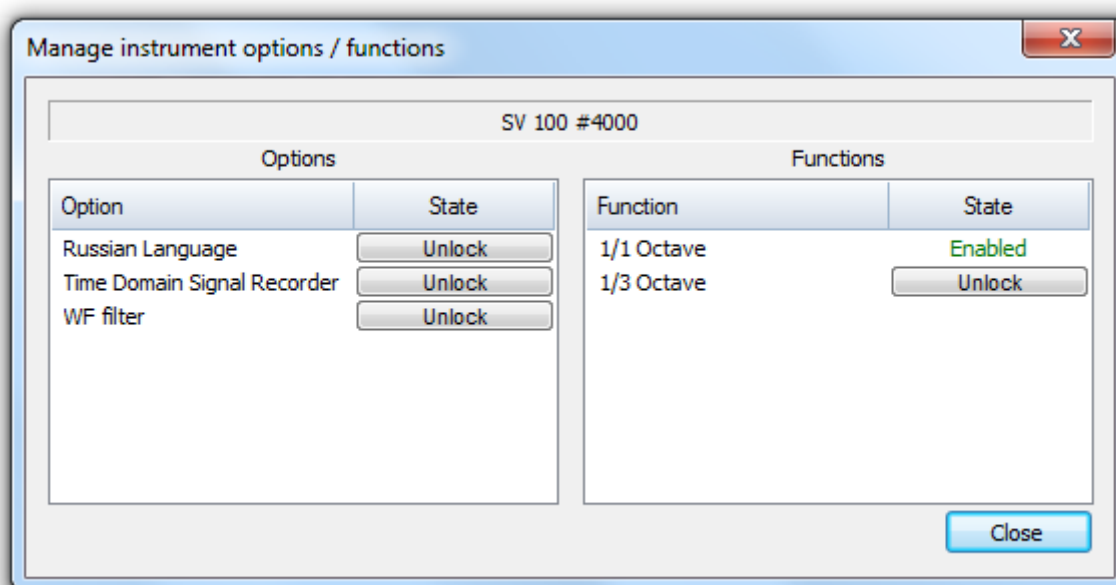 Manage instrument options / functions
SV 100 #4000
Options
Functions
Option State
Function State
Russian Language Unlock
1/1 Octave Enabled
Time Domain Signal Recorder Unlock
1/3 Octave Unlock
WF filter Unlock
Close